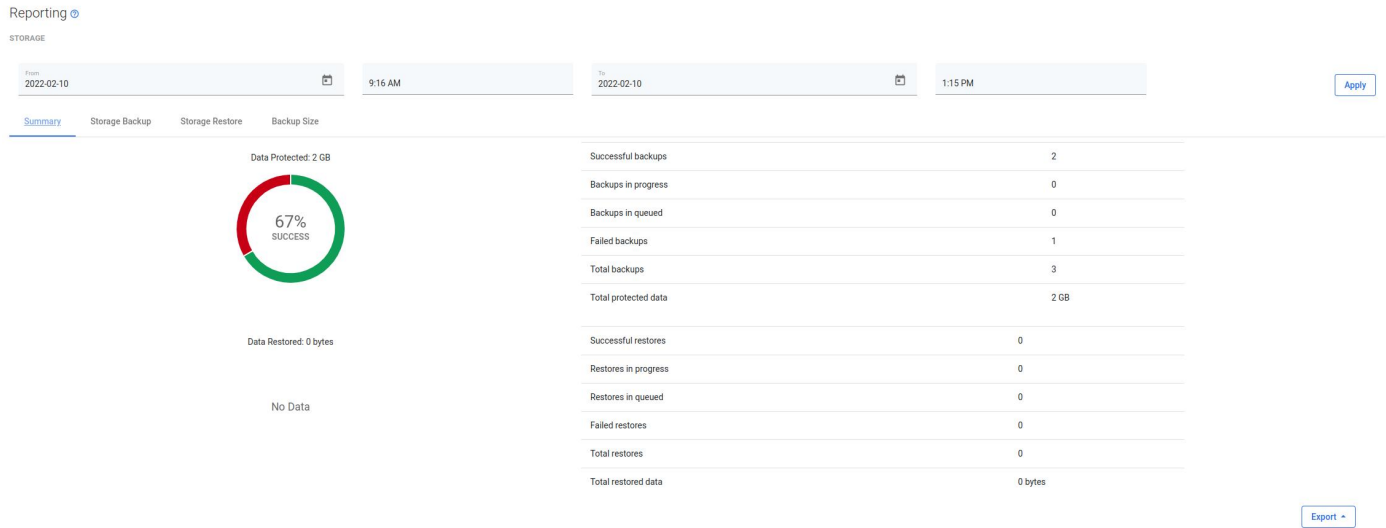 Reporting
STORAGE
From
2022-02-10
9:16 AM
To
2022-02-10
1:15 PM
Apply
Summary Storage Backup Storage Restore Backup Size
Data Protected: 2 GB
67%
SUCCESS
Successful backups 2
Backups in progress 0
Backups in queued 0
Failed backups 1
Total backups 3
Total protected data 2 GB
Data Restored: 0 bytes
No Data
Successful restores 0
Restores in progress 0
Restores in queued 0
Failed restores 0
Total restores 0
Total restored data 0 bytes
Export